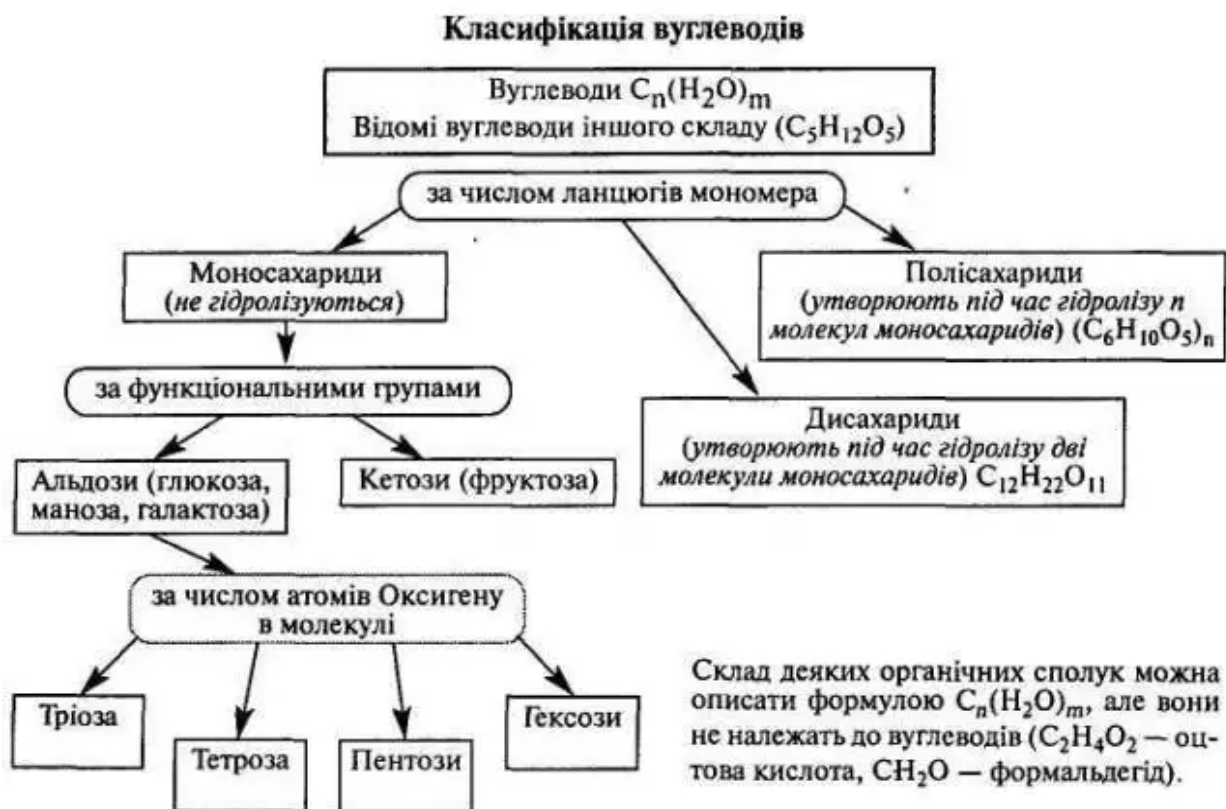 Класифікація вуглеводів
Вуглеводи Cn(H2O)m
Відомі вуглеводи іншого складу (C5H12O5)
за числом ланцюгів мономера
Моносахариди
(не гідролізуються)
Полісахариди
(утворюють під час гідролізу n
молекул моносахаридів) (C6H10O5)n
за функціональними групами
Дисахариди
(утворюють під час гідролізу дві
молекули моносахаридів) C12H22O11
Альдози (глюкоза,
маноза, галактоза)
Кетози (фруктоза)
за числом атомів Оксигену
в молекулі
Тріоза
Тетроза
Пентози
Гексози
Склад деяких органічних сполук можна
описати формулою Cn(H2O)m, але вони
не належать до вуглеводів (C2H4O2 — оц-
това кислота, CH2O — формальдегід).